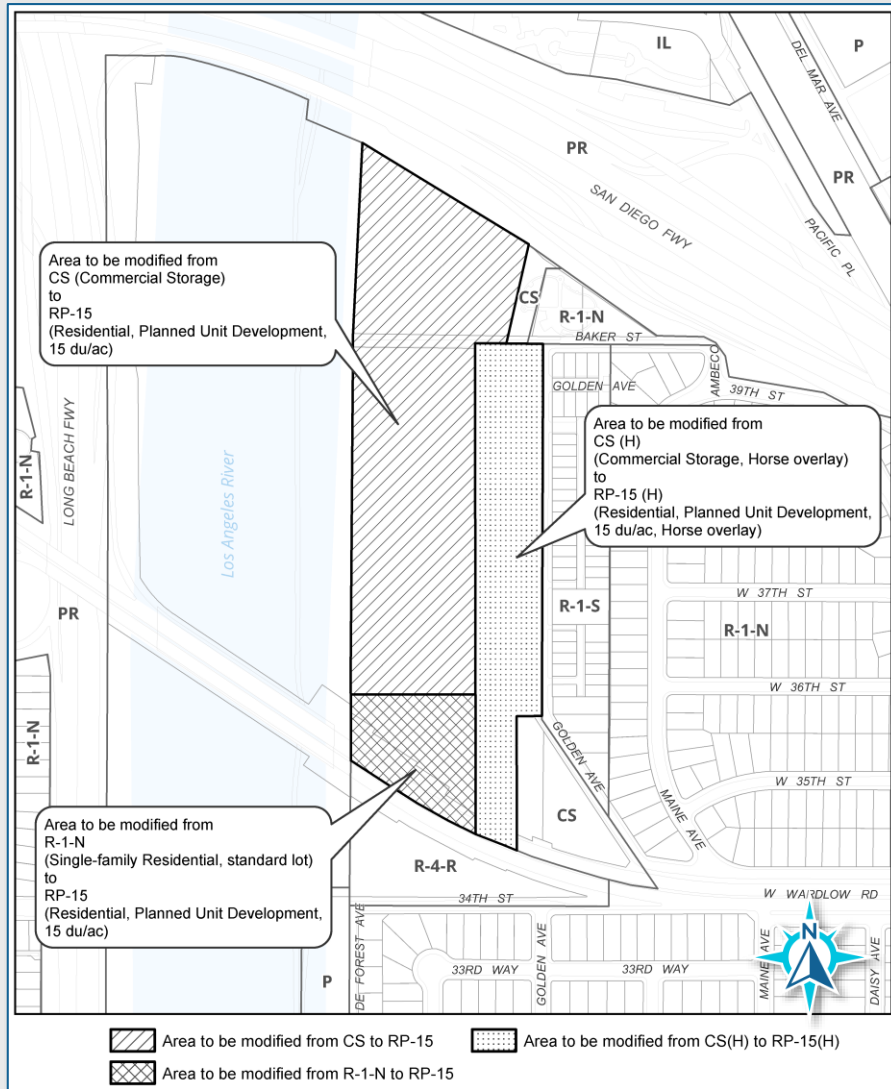 IL
P
DEL MAR AVE
PR
PR
SAN DIEGO FWY
PACIFIC PL
Area to be modified from
CS (Commercial Storage)
to
RP-15
(Residential, Planned Unit Development,
15 du/ac)
CS
R-1-N
BAKER ST
AMBECO
39TH ST
GOLDEN AVE
Area to be modified from
CS (H)
(Commercial Storage, Horse overlay)
to
RP-15 (H)
(Residential, Planned Unit Development,
15 du/ac, Horse overlay)
R-1-N
LONG BEACH FWY
Los Angeles River
PR
R-1-S
W 37TH ST
R-1-N
W 36TH ST
R-1-N
GOLDEN AVE
W 35TH ST
MAINE AVE
CS
Area to be modified from
R-1-N
(Single-family Residential, standard lot)
to
RP-15
(Residential, Planned Unit Development,
15 du/ac)
R-4-R
34TH ST
W WARDLOW RD
N
DE FOREST AVE
33RD WAY
GOLDEN AVE
33RD WAY
MAINE AVE
DAISY AVE
P
Area to be modified from CS to RP-15
Area to be modified from CS(H) to RP-15(H)
Area to be modified from R-1-N to RP-15